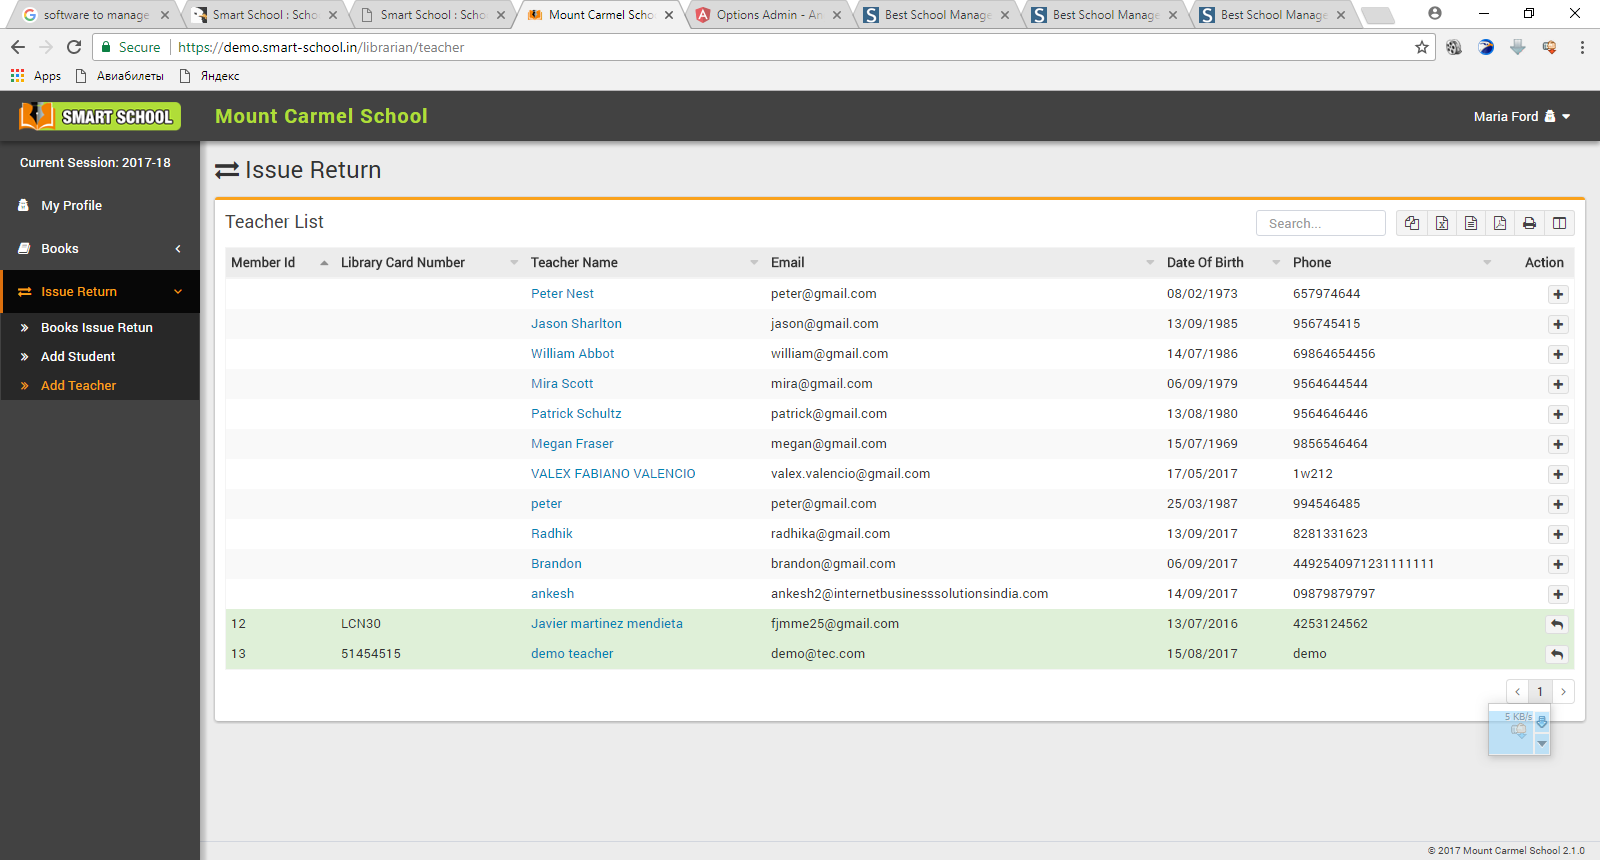 software to manage
Smart School : Scho
Smart School : Scho
Mount Carmel Scho
Options Admin - An
Best School Manage
Best School Manage
Best School Manage
Secure
https://demo.smart-school.in/librarian/teacher
Apps
Авиабилеты
Яндекс
SMART SCHOOL
Mount Carmel School
Maria Ford
Current Session: 2017-18
My Profile
Books
Issue Return
Books Issue Retun
Add Student
Add Teacher
Issue Return
Teacher List
Search...
Member Id Library Card Number Teacher Name Email Date Of Birth Phone Action
Peter Nest peter@gmail.com 08/02/1973 657974644
Jason Sharlton jason@gmail.com 13/09/1985 956745415
William Abbot william@gmail.com 14/07/1986 69864654456
Mira Scott mira@gmail.com 06/09/1979 9564644544
Patrick Schultz patrick@gmail.com 13/08/1980 9564646446
Megan Fraser megan@gmail.com 15/07/1969 9856546464
VALEX FABIANO VALENCIO valex.valencio@gmail.com 17/05/2017 1w212
peter peter@gmail.com 25/03/1987 994546485
Radhik radhika@gmail.com 13/09/2017 8281331623
Brandon brandon@gmail.com 06/09/2017 4492540971231111111
ankesh ankesh2@internetbusinesssolutionsindia.com 14/09/2017 09879879797
12 LCN30 Javier martinez mendieta fjmme25@gmail.com 13/07/2016 4253124562
13 51454515 demo teacher demo@tec.com 15/08/2017 demo
1
5 KB/s
© 2017 Mount Carmel School 2.1.0